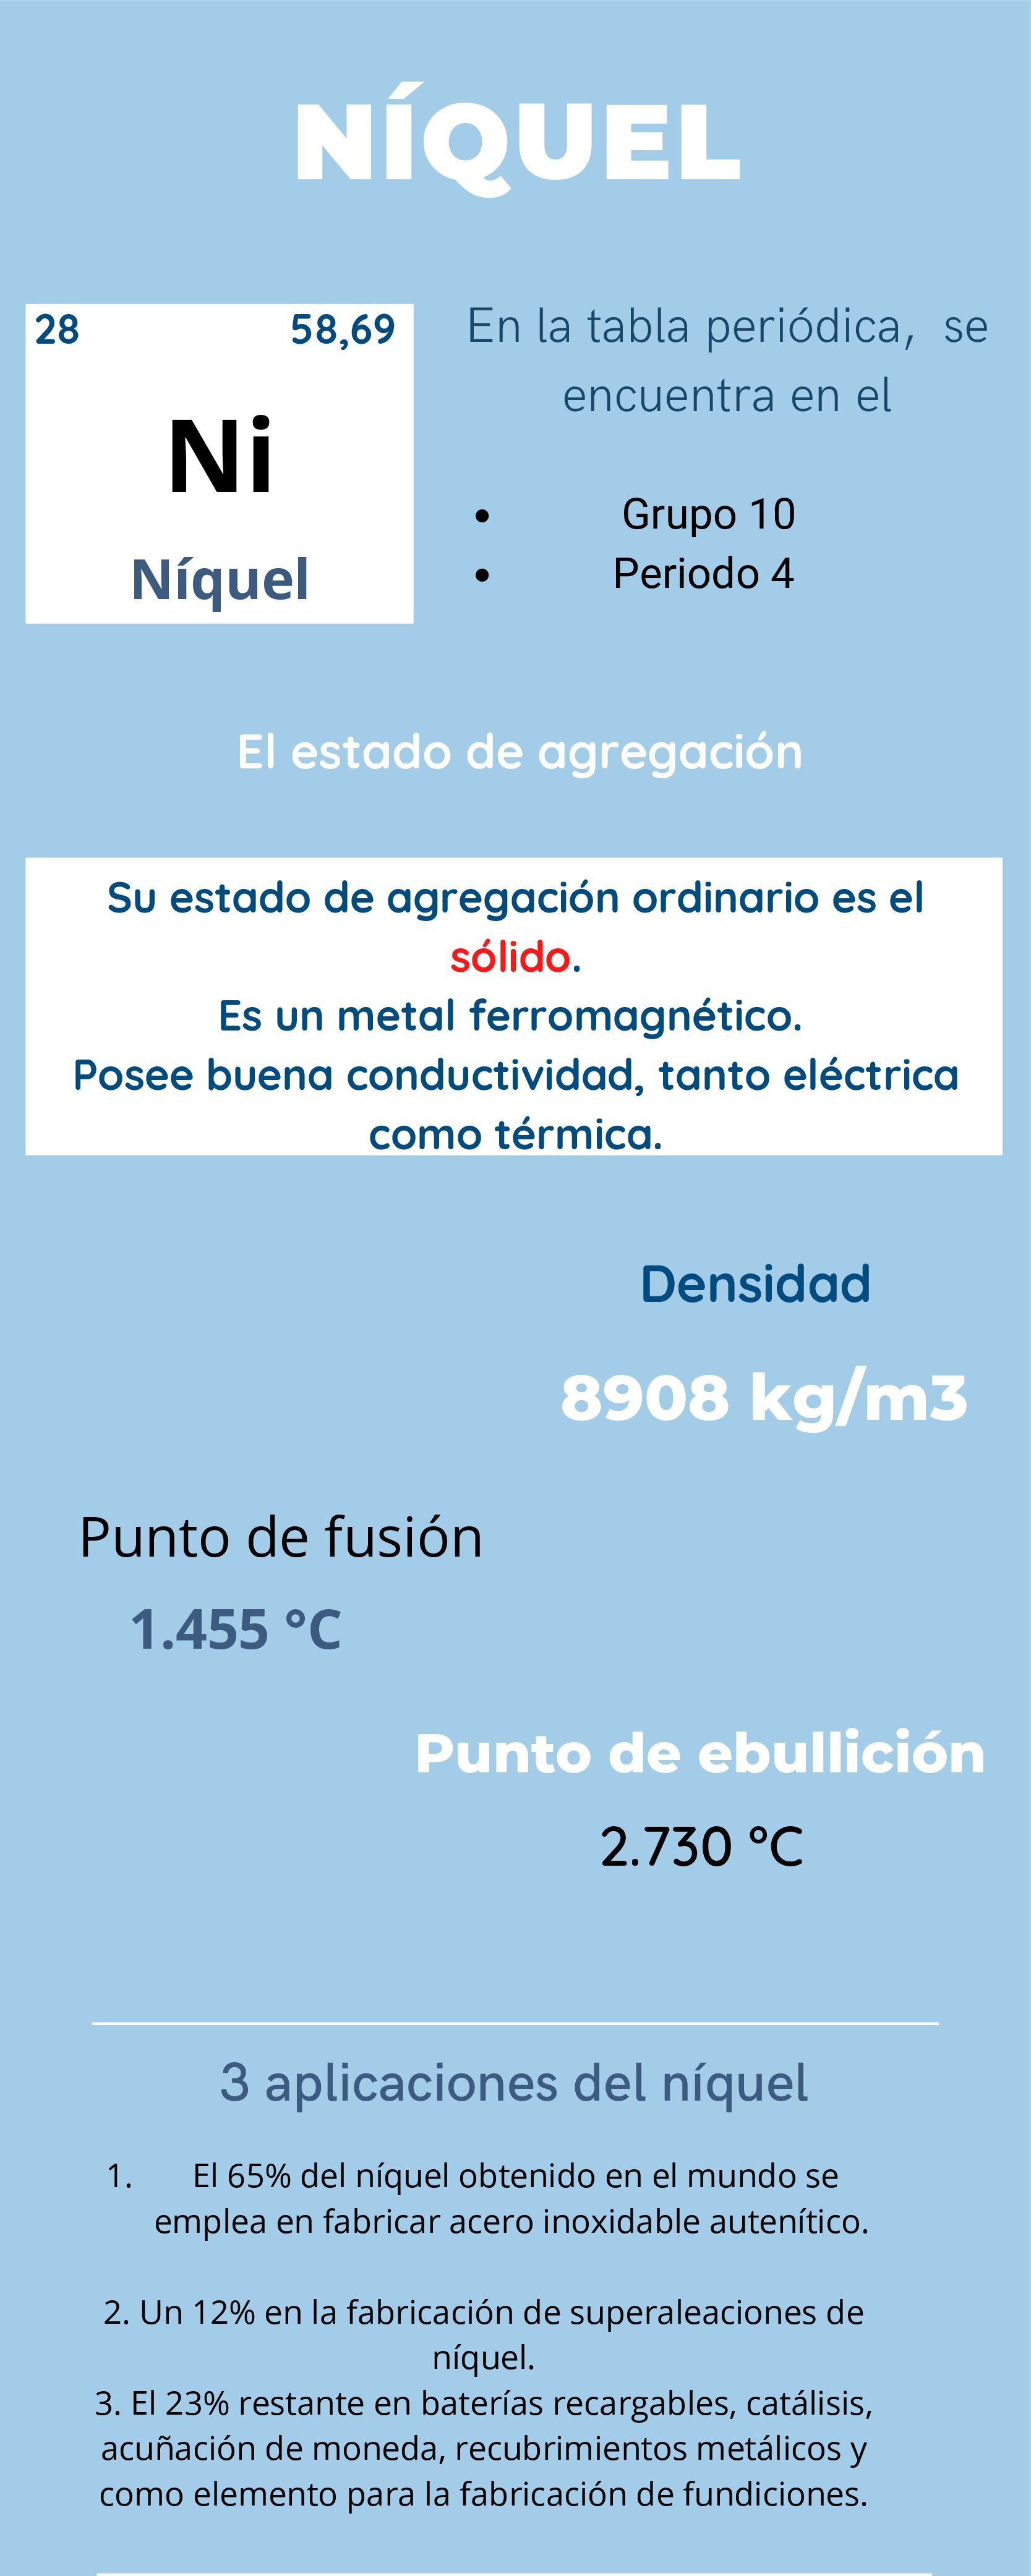 NÍQUEL
28 58,69
Ni
Níquel
En la tabla periódica, se
encuentra en el
• Grupo 10
• Periodo 4
El estado de agregación
Su estado de agregación ordinario es el
sólido.
Es un metal ferromagnético.
Posee buena conductividad, tanto eléctrica
como térmica.
Densidad
8908 kg/m3
Punto de fusión
1.455 °C
Punto de ebullición
2.730 °C
3 aplicaciones del níquel
1. El 65% del níquel obtenido en el mundo se
emplea en fabricar acero inoxidable autenítico.
2. Un 12% en la fabricación de superaleaciones de
níquel.
3. El 23% restante en baterías recargables, catálisis,
acuñación de moneda, recubrimientos metálicos y
como elemento para la fabricación de fundiciones.